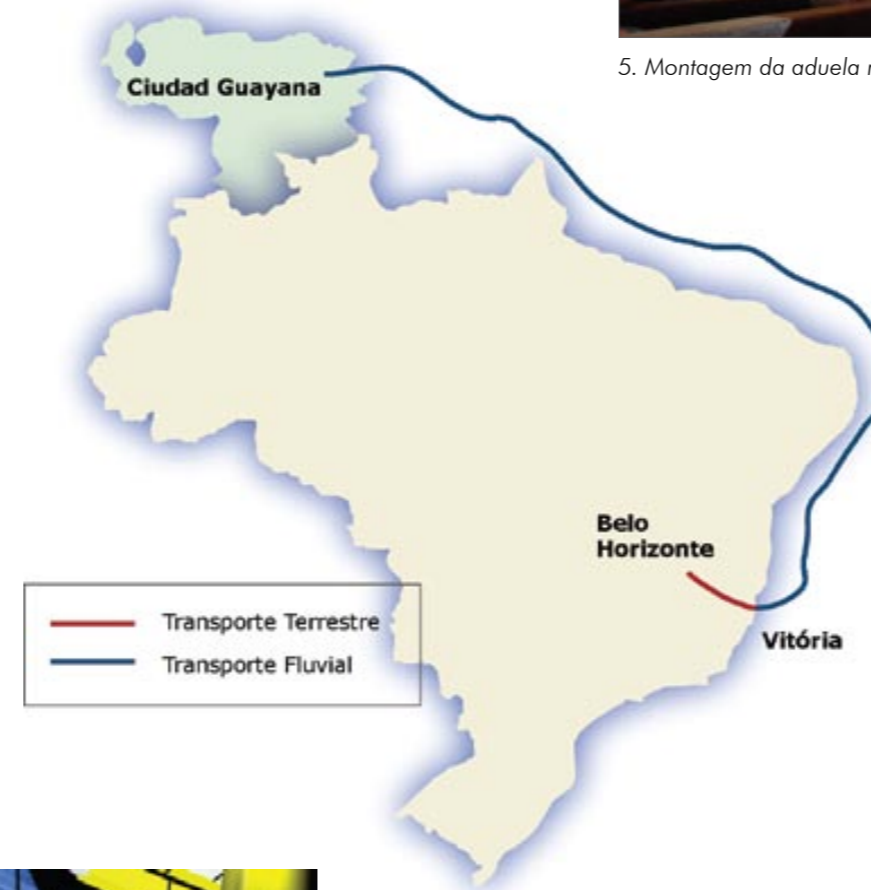 5. Montagem da aduela
Ciudad Guayana
Belo
Horizonte
Vitória
Transporte Terrestre
Transporte Fluvial